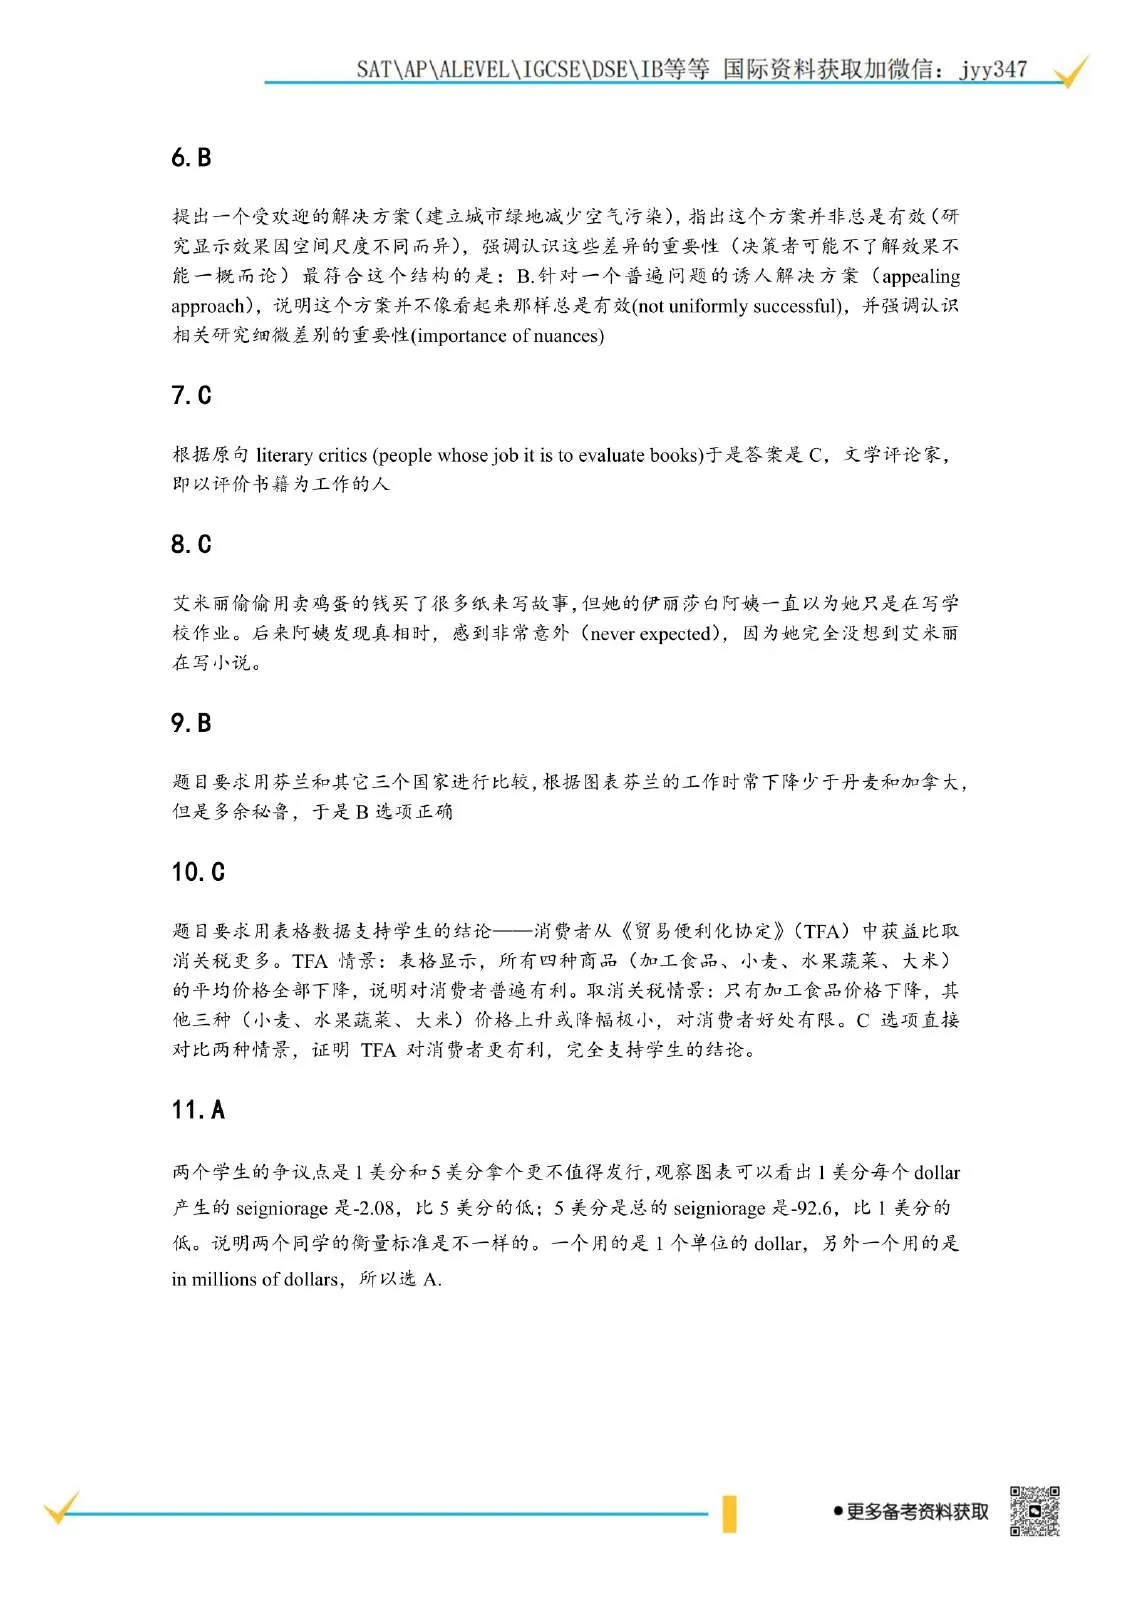 SAT\AP\ALEVEL\IGCSE\DSE\IB等等 国际资料获取加微信：jyy347
6. B
提出一个受欢迎的解决方案（建立城市绿地减少空气污染），指出这个方案并非总是有效（研
究显示效果因空间尺度不同而异），强调认识这些差异的重要性（决策者可能不了解效果不
能一概而论）最符合这个结构的是：B.针对一个普遍问题的诱人解决方案（appealing
approach），说明这个方案并不像看起来那样总是有效(not uniformly successful)，并强调认识
相关研究细微差别的重要性(importance of nuances)
7. C
根据原句 literary critics (people whose job it is to evaluate books)于是答案是 C，文学评论家，
即以评价书籍为工作的人
8. C
艾米丽偷偷用卖鸡蛋的钱买了很多纸来写故事,但她的伊丽莎白阿姨一直以为她只是在写学
校作业。后来阿姨发现真相时，感到非常意外（never expected），因为她完全没想到艾米丽
在写小说。
9. B
题目要求用芬兰和其它三个国家进行比较,根据图表芬兰的工作时常下降少于丹麦和加拿大,
但是多余秘鲁，于是 B 选项正确
10. C
题目要求用表格数据支持学生的结论——消费者从《贸易便利化协定》（TFA）中获益比取
消关税更多。TFA 情景：表格显示，所有四种商品（加工食品、小麦、水果蔬菜、大米）
的平均价格全部下降，说明对消费者普遍有利。取消关税情景：只有加工食品价格下降，其
他三种（小麦、水果蔬菜、大米）价格上升或降幅极小，对消费者好处有限。C 选项直接
对比两种情景，证明 TFA 对消费者更有利，完全支持学生的结论。
11. A
两个学生的争议点是 1 美分和 5 美分拿个更不值得发行,观察图表可以看出 1 美分每个 dollar
产生的 seigniorage 是-2.08，比 5 美分的低；5 美分是总的 seigniorage 是-92.6，比 1 美分的
低。说明两个同学的衡量标准是不一样的。一个用的是 1 个单位的 dollar，另外一个用的是
in millions of dollars，所以选 A.
●更多备考资料获取